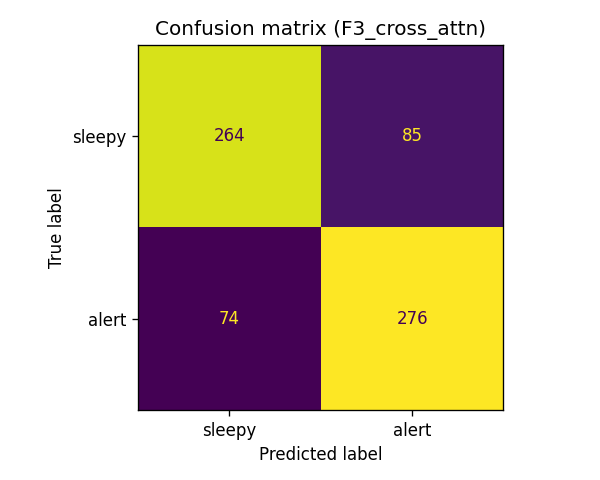 Confusion matrix (F3_cross_attn)
sleepy
264
85
True label
alert
74
276
sleepy
alert
Predicted label